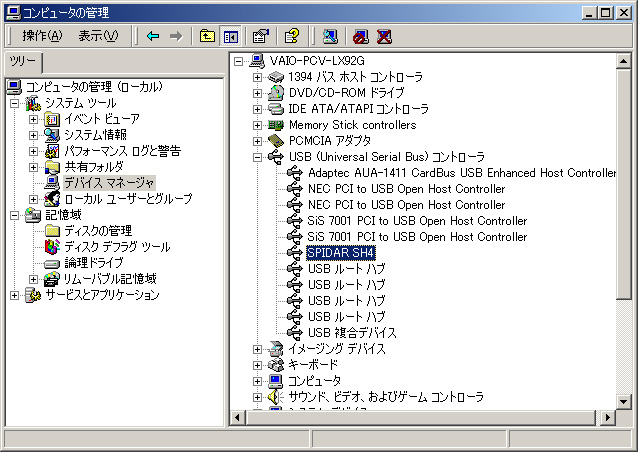 コンピュータの管理
操作(A) 表示(V)
ツリー
コンピュータの管理 (ローカル)
システム ツール
イベント ビューア
システム情報
パフォーマンス ログと警告
共有フォルダ
デバイス マネージャ
ローカル ユーザーとグループ
記憶域
ディスクの管理
ディスク デフラグ ツール
論理ドライブ
リムーバブル記憶域
サービスとアプリケーション
VAIO-PCV-LX92G
1394 バス ホスト コントローラ
DVD/CD-ROM ドライブ
IDE ATA/ATAPI コントローラ
Memory Stick controllers
PCMCIA アダプタ
USB (Universal Serial Bus) コントローラ
Adaptec AUA-1411 CardBus USB Enhanced Host Controller
NEC PCI to USB Open Host Controller
NEC PCI to USB Open Host Controller
SiS 7001 PCI to USB Open Host Controller
SiS 7001 PCI to USB Open Host Controller
SPIDAR SH4
USB ルート ハブ
USB ルート ハブ
USB ルート ハブ
USB ルート ハブ
USB 複合デバイス
イメージング デバイス
キーボード
コンピュータ
サウンド、ビデオ、およびゲーム コントローラ
システム デバイス